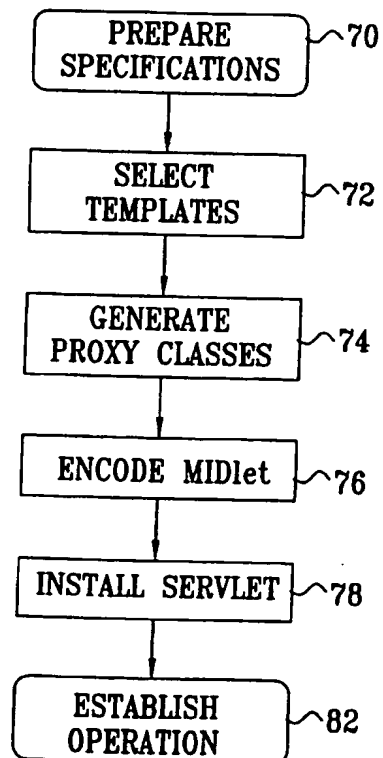 PREPARE
SPECIFICATIONS
70
SELECT
TEMPLATES
72
GENERATE
PROXY CLASSES
74
ENCODE MIDlet
76
INSTALL SERVLET
78
ESTABLISH
OPERATION
82